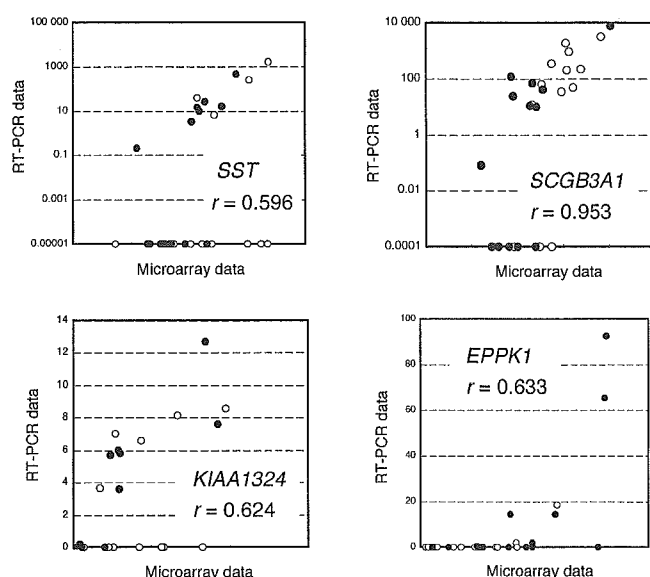 100 000
1000
10
0.1
0.001
0.00001
RT-PCR data
SST
r = 0.596
Microarray data
10 000
100
1
0.01
0.0001
RT-PCR data
SCGB3A1
r = 0.953
Microarray data
14
12
10
8
6
4
2
0
RT-PCR data
KIAA1324
r = 0.624
Microarray data
100
80
60
40
20
0
RT-PCR data
EPPK1
r = 0.633
Microarray data